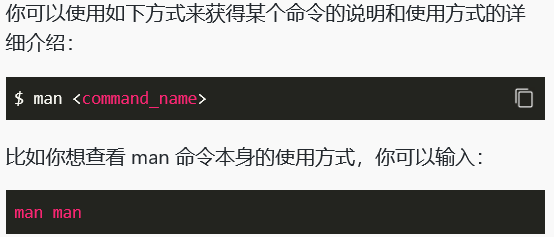 你可以使用如下方式来获得某个命令的说明和使用方式的详
细介绍：
$ man <command_name>
比如你想查看 man 命令本身的使用方式，你可以输入：
man man